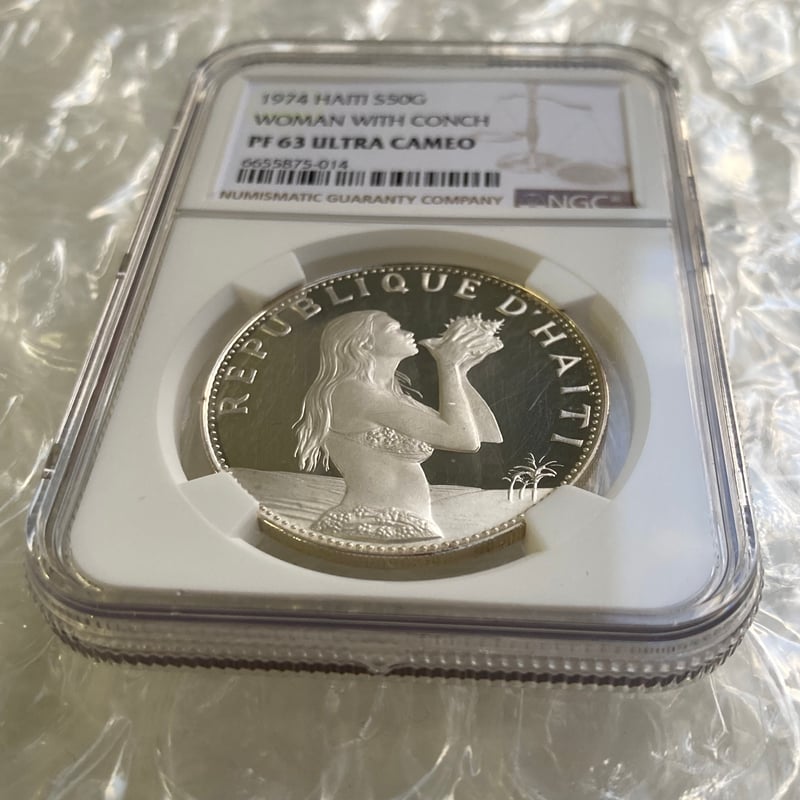 1974 HAITI S50G
WOMAN WITH CONCH
PF 63 ULTRA CAMEO
6655875-014
NUMISMATIC GUARANTY COMPANY NGC
REPUBLIQUE D'HAITI